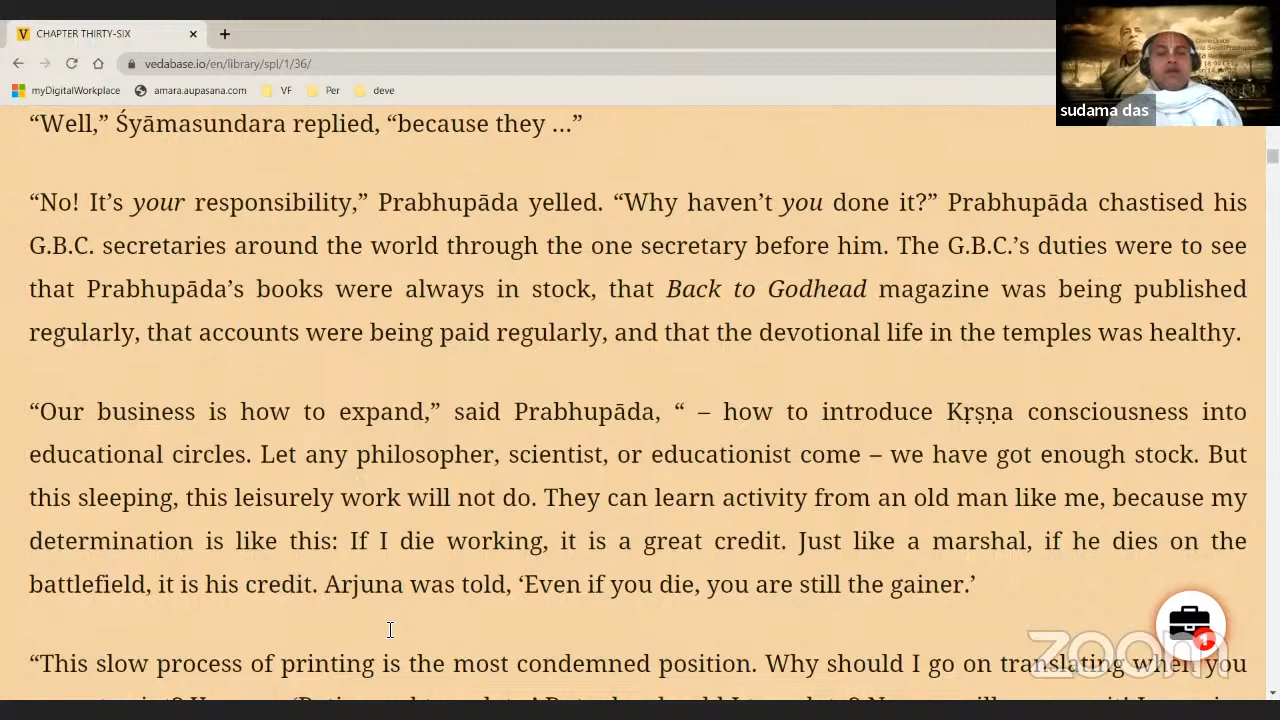 CHAPTER THIRTY-SIX
vedabase.io/en/library/spl/1/36/
myDigitalWorkplace amara.aupasana.com VF Per deve
sudama das
“Well,” Śyāmasundara replied, “because they …”
“No! It’s your responsibility,” Prabhupāda yelled. “Why haven’t you done it?” Prabhupāda chastised his
G.B.C. secretaries around the world through the one secretary before him. The G.B.C.’s duties were to see
that Prabhupāda’s books were always in stock, that Back to Godhead magazine was being published
regularly, that accounts were being paid regularly, and that the devotional life in the temples was healthy.
“Our business is how to expand,” said Prabhupāda, “ – how to introduce Kṛṣṇa consciousness into
educational circles. Let any philosopher, scientist, or educationist come – we have got enough stock. But
this sleeping, this leisurely work will not do. They can learn activity from an old man like me, because my
determination is like this: If I die working, it is a great credit. Just like a marshal, if he dies on the
battlefield, it is his credit. Arjuna was told, ‘Even if you die, you are still the gainer.’
1
zoom
“This slow process of printing is the most condemned position. Why should I go on translating when you